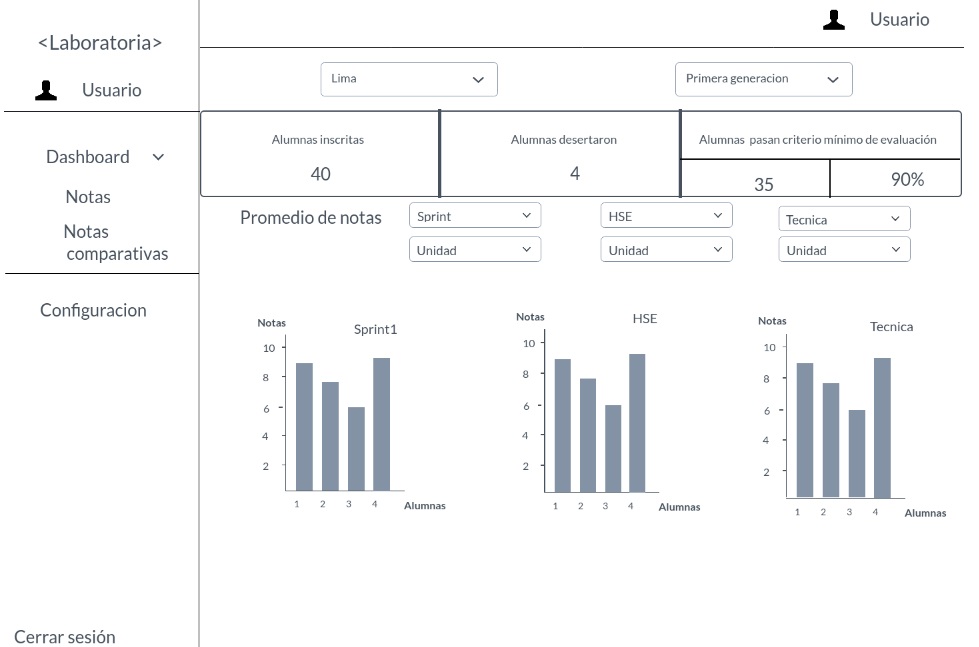 <Laboratoria>
Usuario
Dashboard
Notas
Notas
comparativas
Configuracion
Cerrar sesión
Usuario
Lima
Primera generacion
Alumnas inscritas
40
Alumnas desertaron
4
Alumnas pasan criterio mínimo de evaluación
35
90%
Promedio de notas
Sprint
HSE
Tecnica
Unidad
Unidad
Unidad
Notas
Sprint1
10
8
6
4
2
1 2 3 4
Alumnas
Notas
HSE
10
8
6
4
2
1 2 3 4
Alumnas
Notas
Tecnica
10
8
6
4
2
1 2 3 4
Alumnas